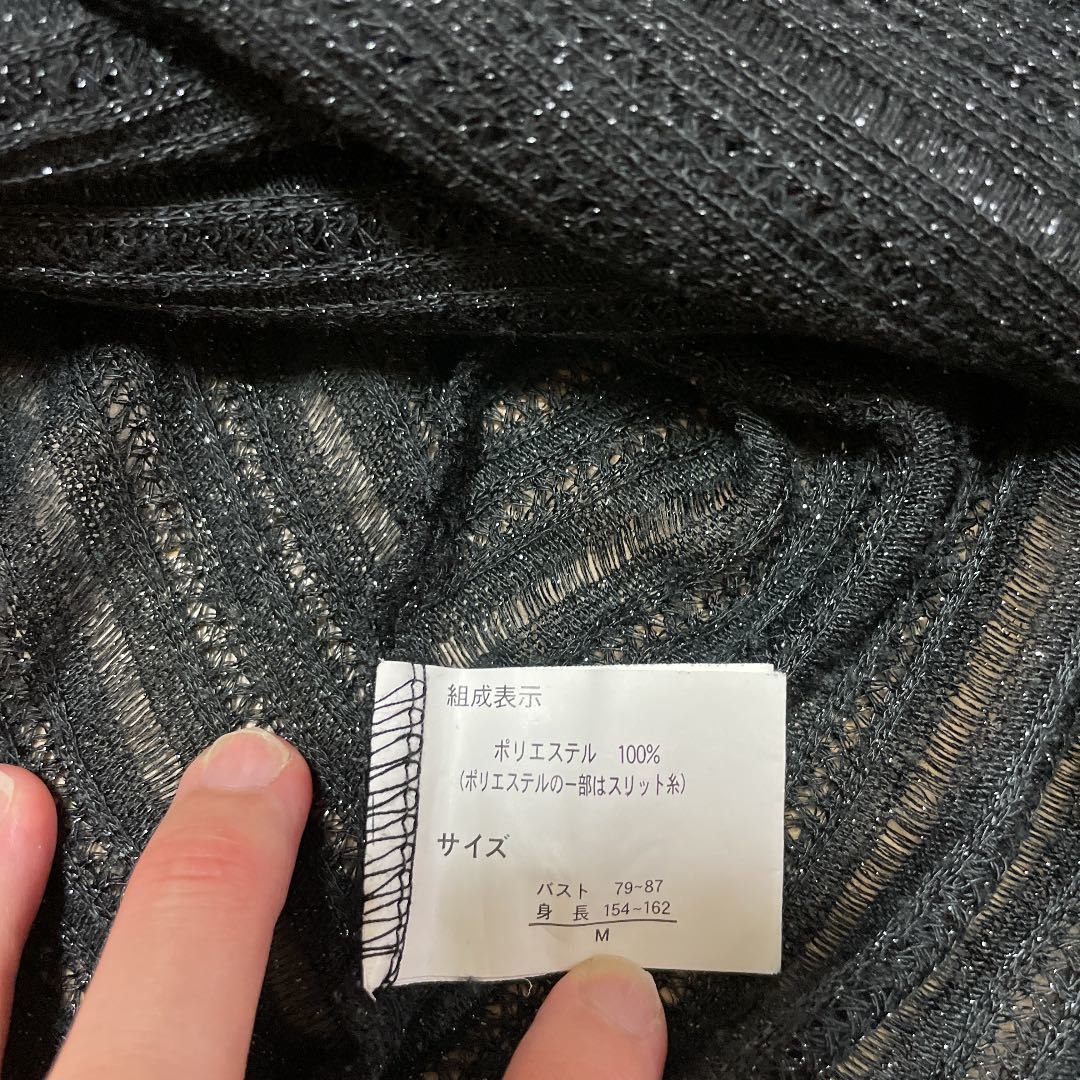 組成表示
ポリエステル 100%
(ポリエステルの一部はスリット糸)
サイズ
バスト 79~87
身長 154~162
M